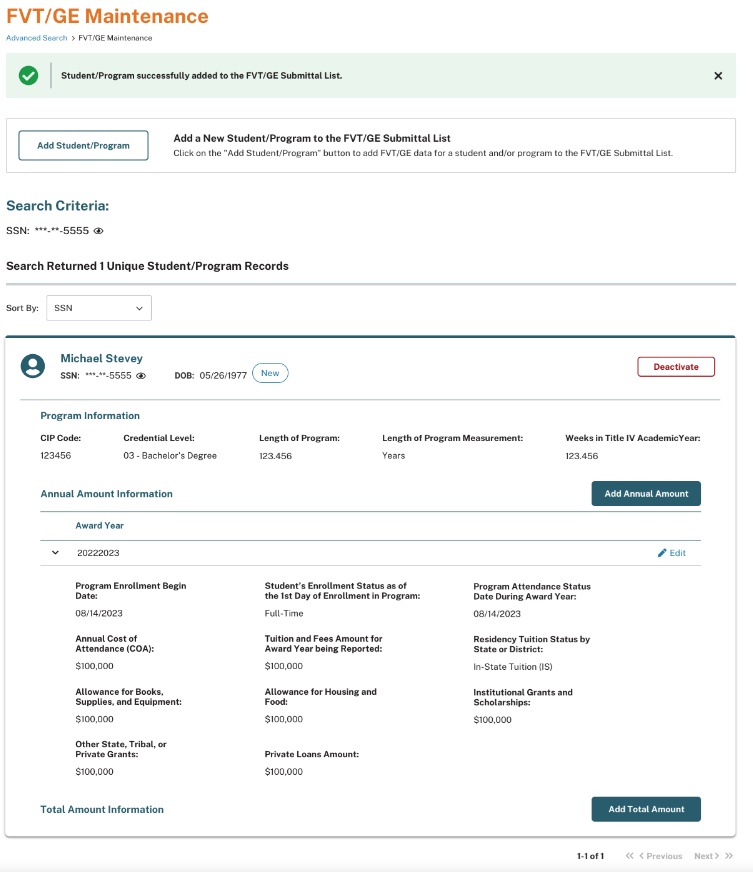 FVT/GE Maintenance
Advanced Search > FVT/GE Maintenance
Student/Program successfully added to the FVT/GE Submittal List.
Add Student/Program
Add a New Student/Program to the FVT/GE Submittal List
Click on the "Add Student/Program" button to add FVT/GE data for a student and/or program to the FVT/GE Submittal List.
Search Criteria:
SSN: ***-**-5555
Search Returned 1 Unique Student/Program Records
Sort By: SSN
Michael Stevey
SSN: ***-**-5555 DOB: 05/26/1977 New
Deactivate
Program Information
CIP Code: Credential Level: Length of Program: Length of Program Measurement: Weeks in Title IV AcademicYear:
123456 03 - Bachelor's Degree 123.456 Years 123.456
Annual Amount Information Add Annual Amount
Award Year
20222023 Edit
Program Enrollment Begin
Date:
08/14/2023
Student's Enrollment Status as of
the 1st Day of Enrollment in Program:
Full-Time
Program Attendance Status
Date During Award Year:
08/14/2023
Annual Cost of
Attendance (COA):
$100,000
Tuition and Fees Amount for
Award Year being Reported:
$100,000
Residency Tuition Status by
State or District:
In-State Tuition (IS)
Allowance for Books,
Supplies, and Equipment:
$100,000
Allowance for Housing and
Food:
$100,000
Institutional Grants and
Scholarships:
$100,000
Other State, Tribal, or
Private Grants:
$100,000
Private Loans Amount:
$100,000
Total Amount Information Add Total Amount
1-1 of 1 << < Previous Next > >>